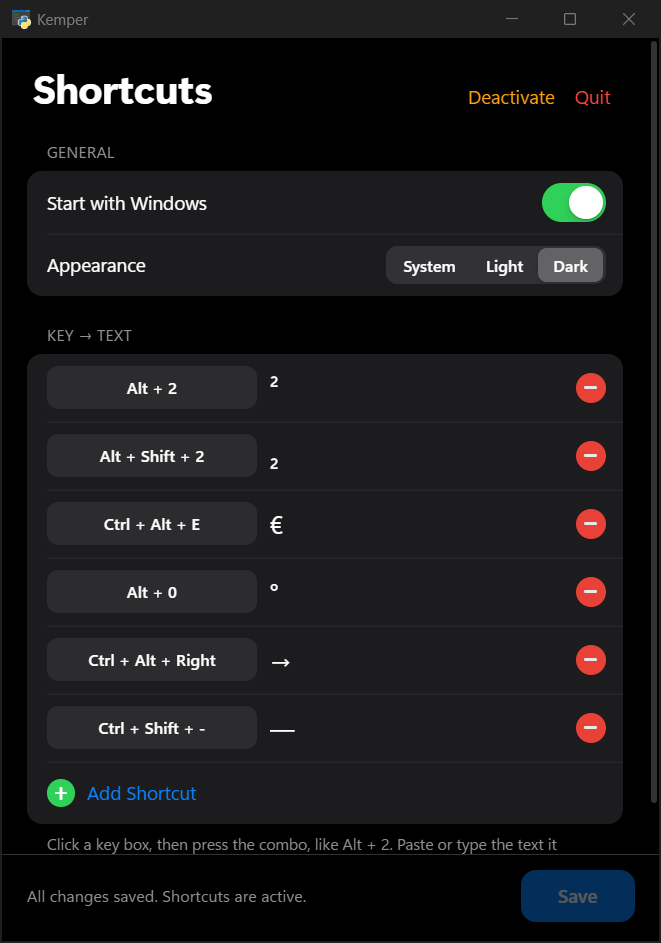 Kemper
Shortcuts
Deactivate Quit
GENERAL
Start with Windows
Appearance System Light Dark
KEY → TEXT
Alt + 2 ²
Alt + Shift + 2 ₂
Ctrl + Alt + E €
Alt + 0 °
Ctrl + Alt + Right →
Ctrl + Shift + - —
Add Shortcut
Click a key box, then press the combo, like Alt + 2. Paste or type the text it
All changes saved. Shortcuts are active. Save